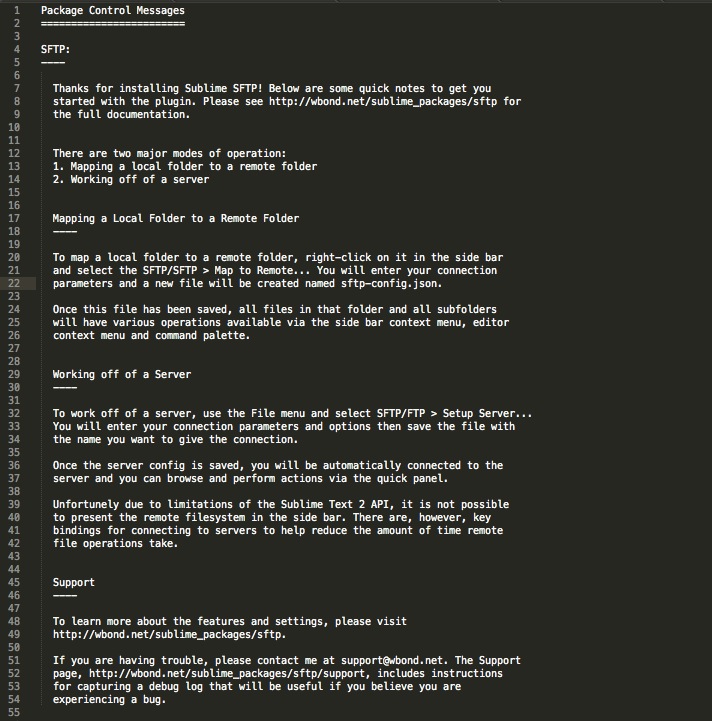 1 Package Control Messages
2 ========================
3
4 SFTP:
5 ----
6
7 Thanks for installing Sublime SFTP! Below are some quick notes to get you
8 started with the plugin. Please see http://wbond.net/sublime_packages/sftp for
9 the full documentation.
10
11
12 There are two major modes of operation:
13 1. Mapping a local folder to a remote folder
14 2. Working off of a server
15
16
17 Mapping a Local Folder to a Remote Folder
18 ----
19
20 To map a local folder to a remote folder, right-click on it in the side bar
21 and select the SFTP/SFTP > Map to Remote... You will enter your connection
22 parameters and a new file will be created named sftp-config.json.
23
24 Once this file has been saved, all files in that folder and all subfolders
25 will have various operations available via the side bar context menu, editor
26 context menu and command palette.
27
28
29 Working off of a Server
30 ----
31
32 To work off of a server, use the File menu and select SFTP/FTP > Setup Server...
33 You will enter your connection parameters and options then save the file with
34 the name you want to give the connection.
35
36 Once the server config is saved, you will be automatically connected to the
37 server and you can browse and perform actions via the quick panel.
38
39 Unfortunely due to limitations of the Sublime Text 2 API, it is not possible
40 to present the remote filesystem in the side bar. There are, however, key
41 bindings for connecting to servers to help reduce the amount of time remote
42 file operations take.
43
44
45 Support
46 ----
47
48 To learn more about the features and settings, please visit
49 http://wbond.net/sublime_packages/sftp.
50
51 If you are having trouble, please contact me at support@wbond.net. The Support
52 page, http://wbond.net/sublime_packages/sftp/support, includes instructions
53 for capturing a debug log that will be useful if you believe you are
54 experiencing a bug.
55